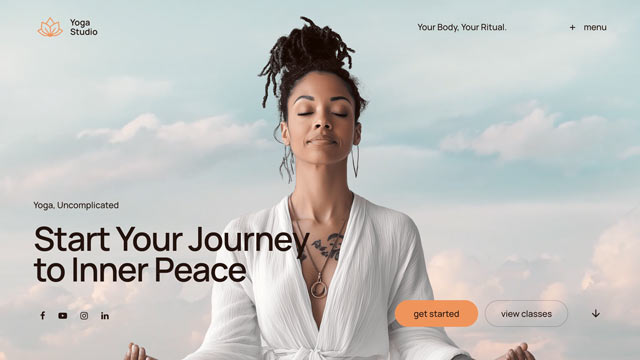 Yoga
Studio
Your Body, Your Ritual.
+ menu
Yoga, Uncomplicated
Start Your Journey
to Inner Peace
get started
view classes